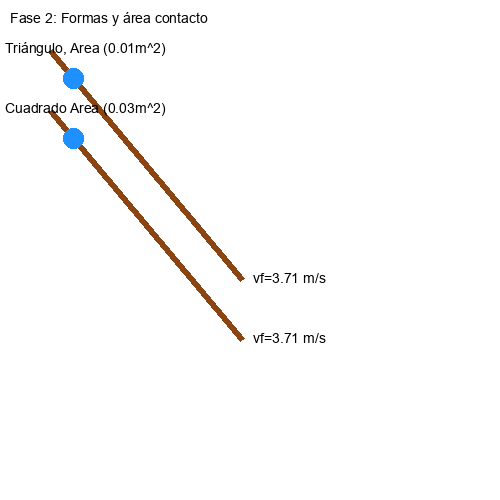 Fase 2: Formas y área contacto
Triángulo, Area (0.01m^2)
Cuadrado Area (0.03m^2)
vf=3.71 m/s
vf=3.71 m/s